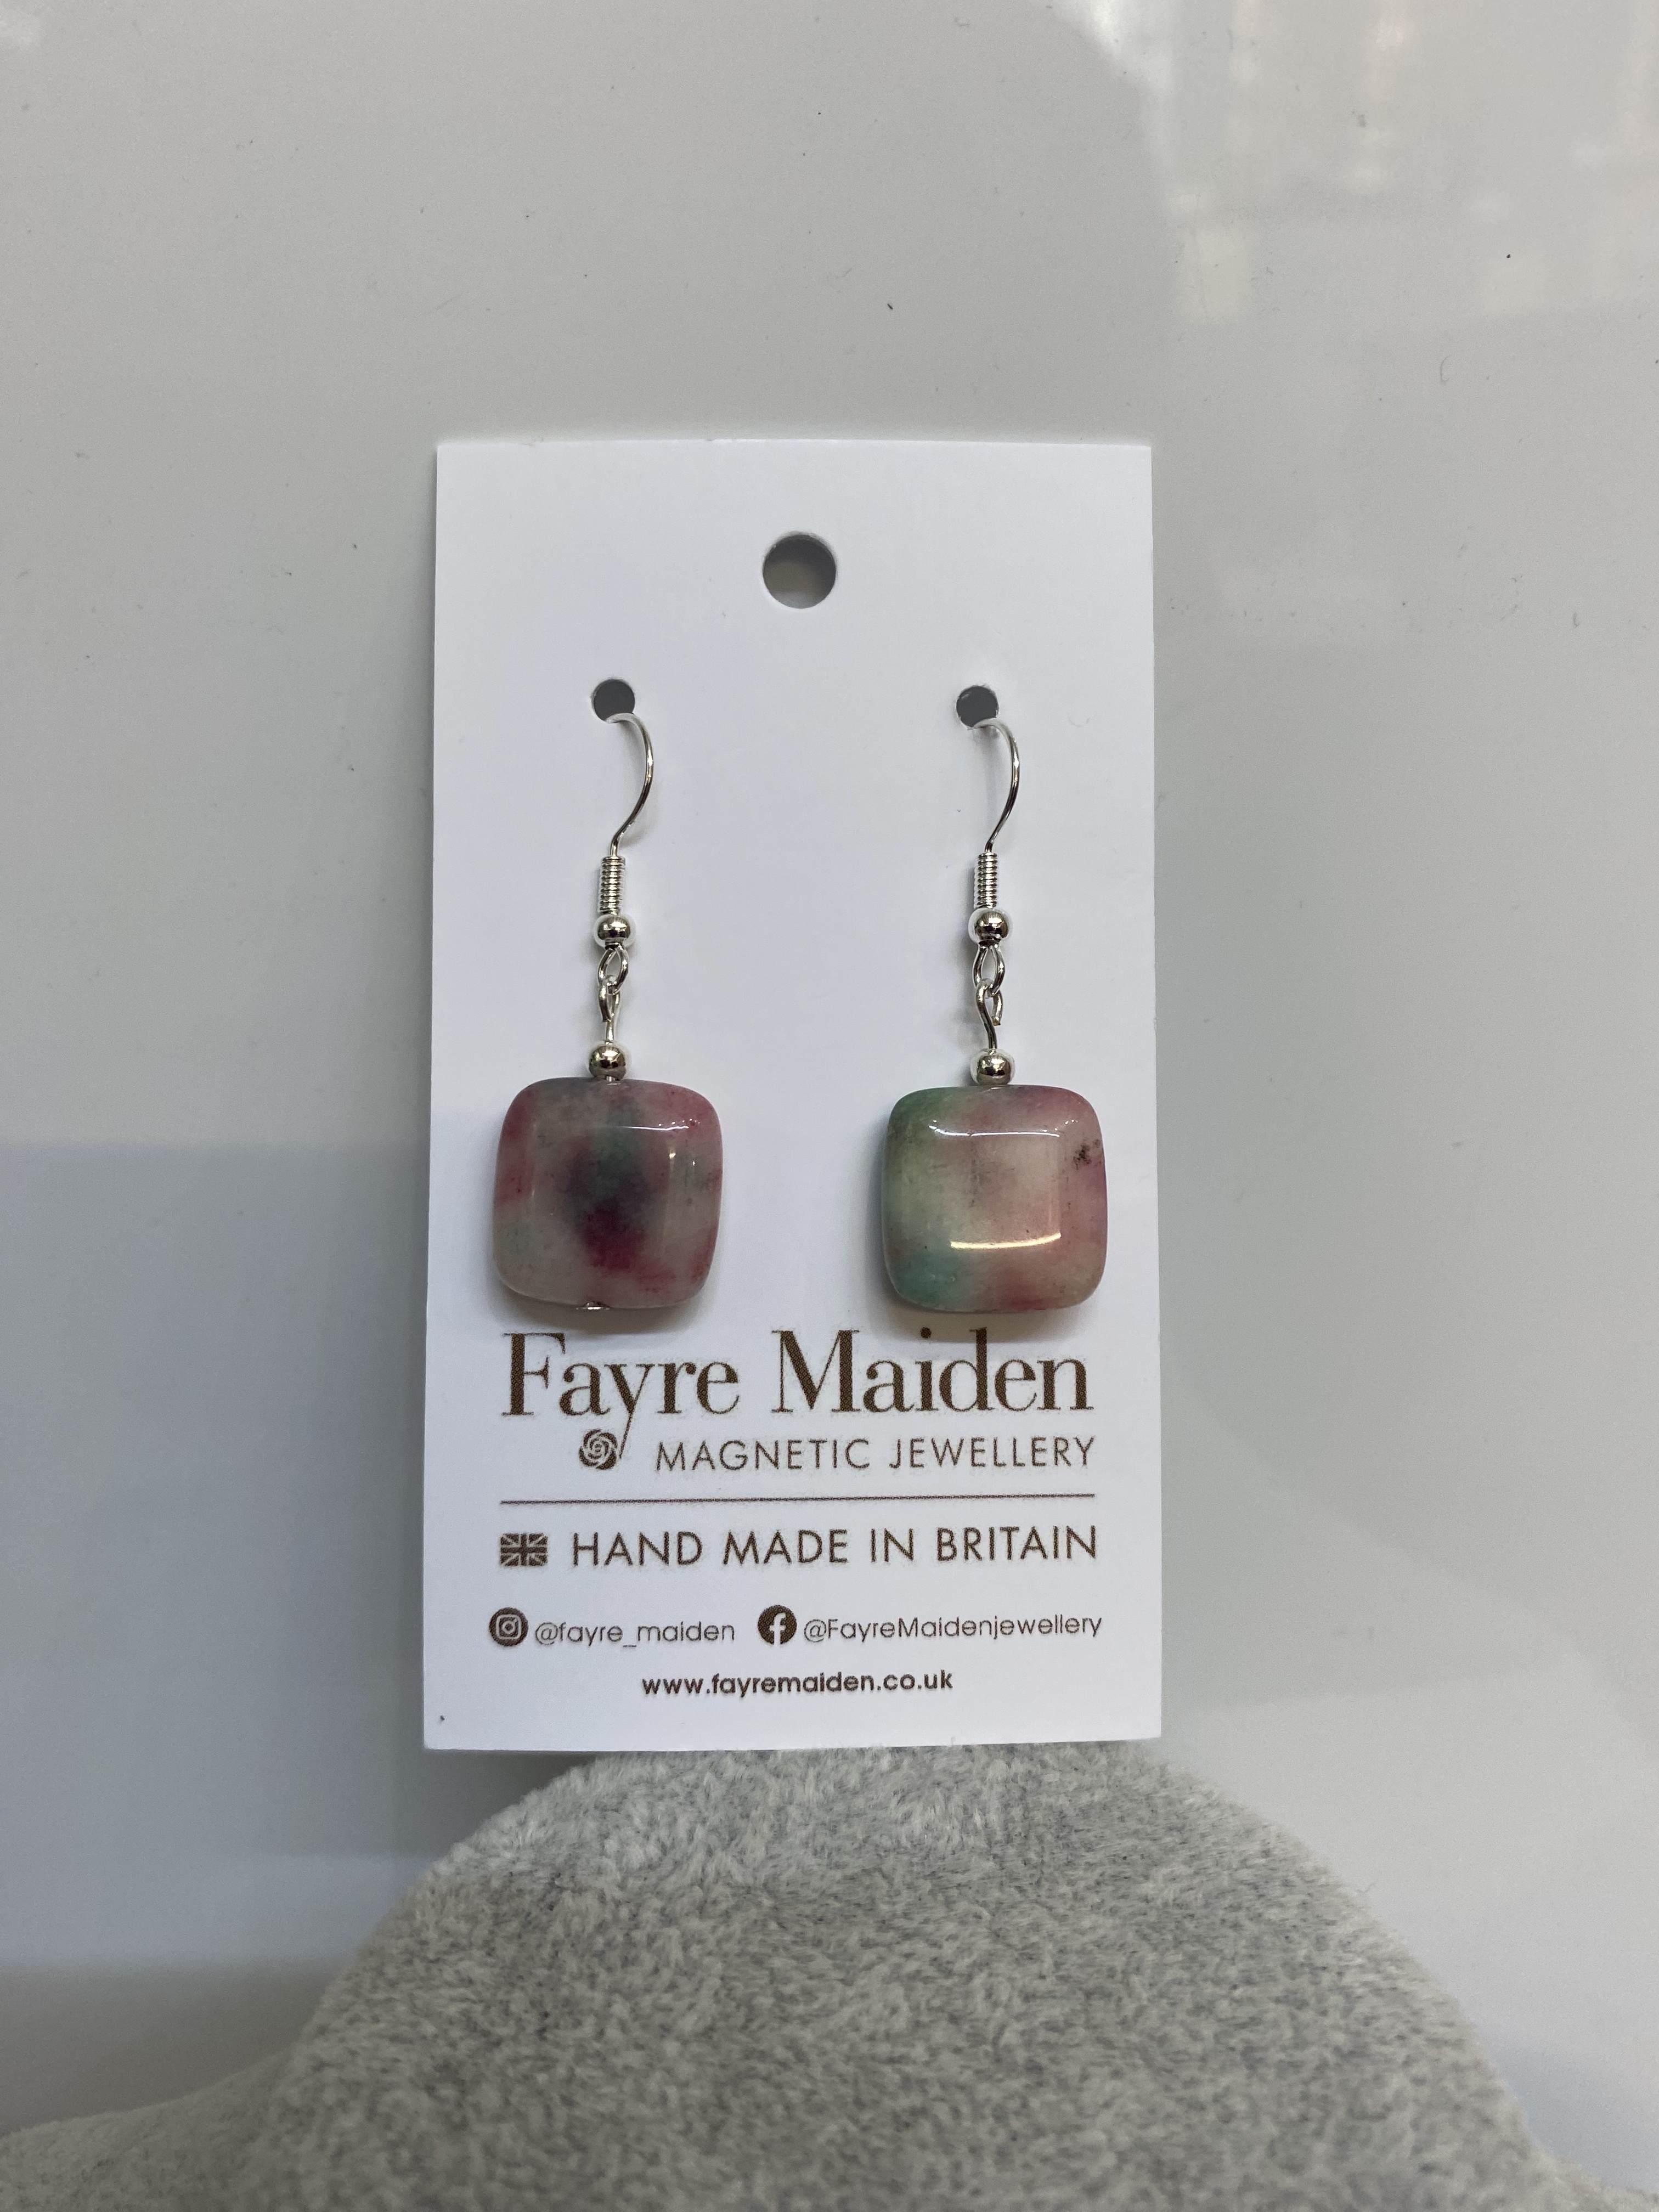 Fayre Maiden
MAGNETIC JEWELLERY
HAND MADE IN BRITAIN
@fayre_maiden @FayreMaidenjewellery
www.fayremaiden.co.uk